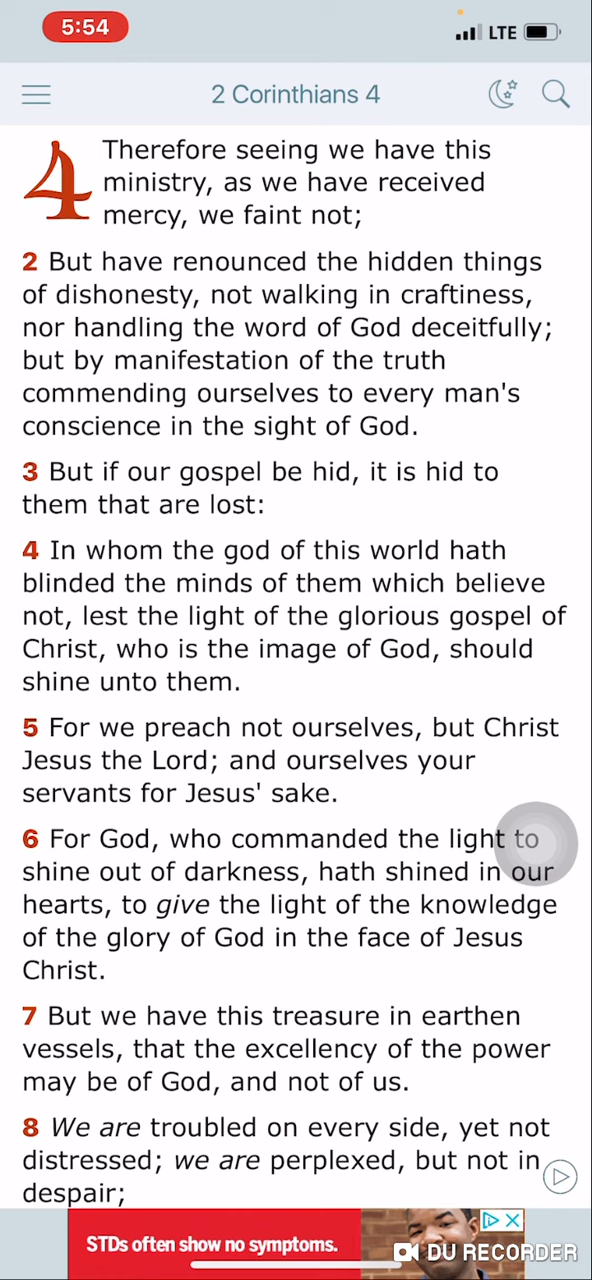 5:54
LTE
2 Corinthians 4
4 Therefore seeing we have this
ministry, as we have received
mercy, we faint not;
2 But have renounced the hidden things
of dishonesty, not walking in craftiness,
nor handling the word of God deceitfully;
but by manifestation of the truth
commending ourselves to every man's
conscience in the sight of God.
3 But if our gospel be hid, it is hid to
them that are lost:
4 In whom the god of this world hath
blinded the minds of them which believe
not, lest the light of the glorious gospel of
Christ, who is the image of God, should
shine unto them.
5 For we preach not ourselves, but Christ
Jesus the Lord; and ourselves your
servants for Jesus' sake.
6 For God, who commanded the light to
shine out of darkness, hath shined in our
hearts, to give the light of the knowledge
of the glory of God in the face of Jesus
Christ.
7 But we have this treasure in earthen
vessels, that the excellency of the power
may be of God, and not of us.
8 We are troubled on every side, yet not
distressed; we are perplexed, but not in
despair;
STDs often show no symptoms.
DU RECORDER